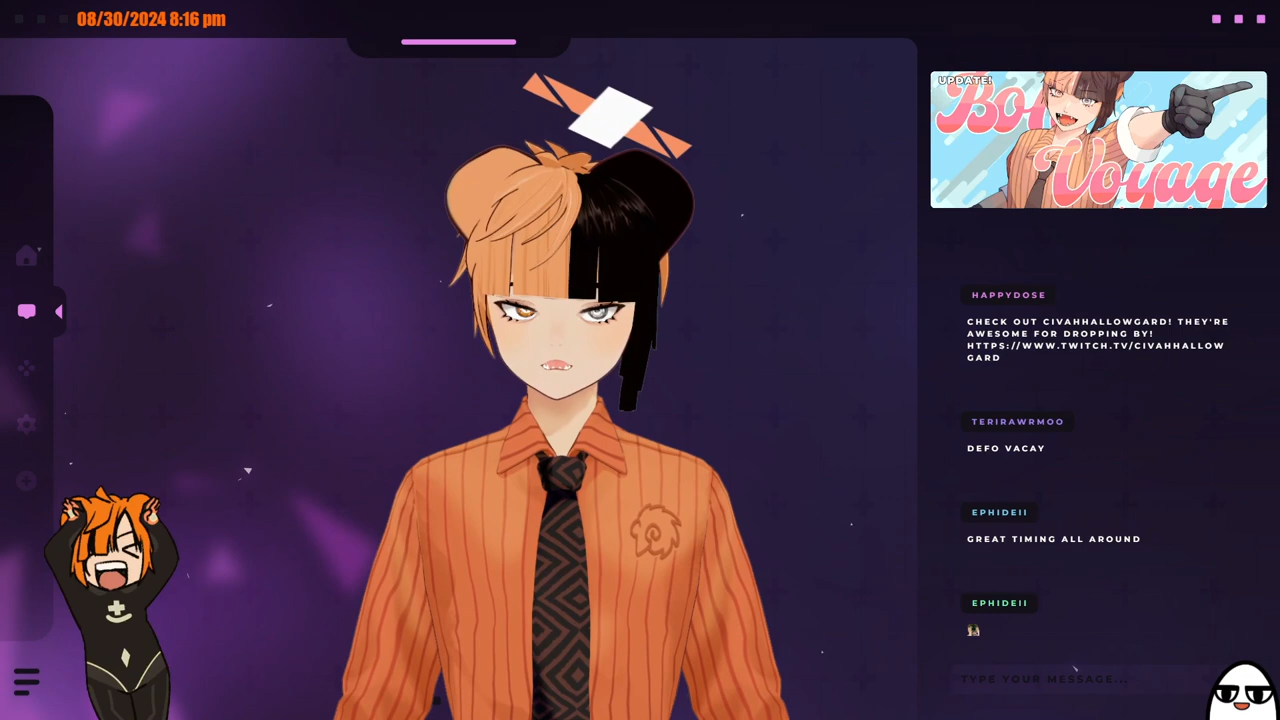 08/30/2024 8:16 pm
UPDATE!
Bon
Voyage
HAPPYDOSE
CHECK OUT CIVAHHALLOWGARD! THEY'RE
AWESOME FOR DROPPING BY!
HTTPS://WWW.TWITCH.TV/CIVAHHALLOW
GARD
TERIRAWRMOO
DEFO VACAY
EPHIDEII
GREAT TIMING ALL AROUND
EPHIDEII
TYPE YOUR MESSAGE...